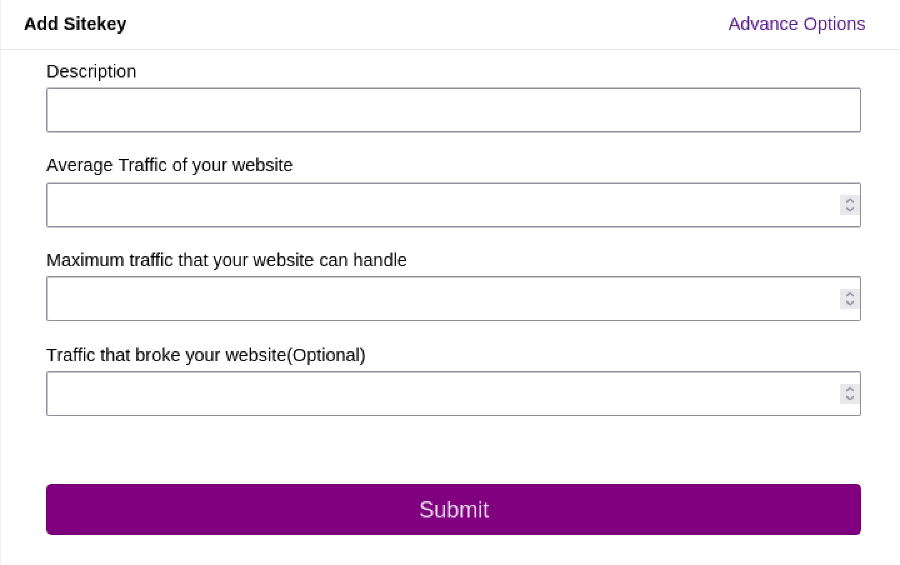 Add Sitekey
Advance Options
Description
Average Traffic of your website
Maximum traffic that your website can handle
Traffic that broke your website(Optional)
Submit